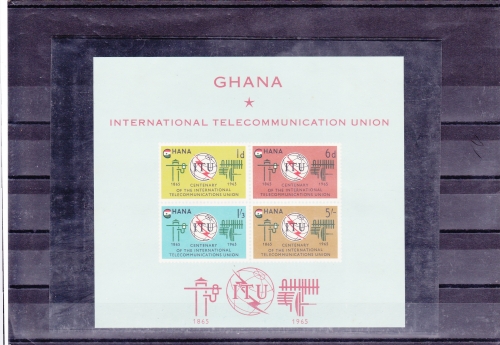 GHANA
INTERNATIONAL TELECOMMUNICATION UNION
GHANA 1d
ITU
1865 1965
CENTENARY
OF THE INTERNATIONAL
TELECOMMUNICATIONS UNION
GHANA 6d
ITU
1865 1965
CENTENARY
OF THE INTERNATIONAL
TELECOMMUNICATIONS UNION
GHANA 1/3
ITU
1865 1965
CENTENARY
OF THE INTERNATIONAL
TELECOMMUNICATIONS UNION
GHANA 5/-
ITU
1865 1965
CENTENARY
OF THE INTERNATIONAL
TELECOMMUNICATIONS UNION
ITU
1865 1965